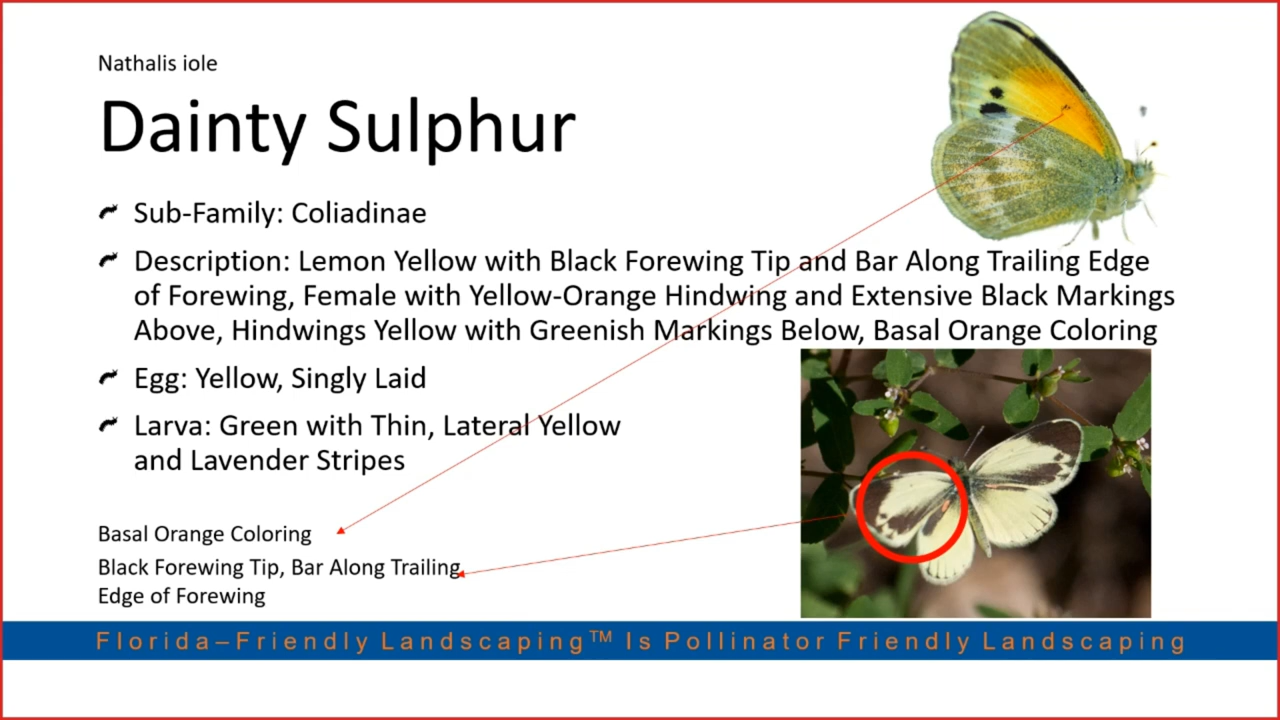 Nathalis iole
Dainty Sulphur
Sub-Family: Coliadinae
Description: Lemon Yellow with Black Forewing Tip and Bar Along Trailing Edge
of Forewing, Female with Yellow-Orange Hindwing and Extensive Black Markings
Above, Hindwings Yellow with Greenish Markings Below, Basal Orange Coloring
Egg: Yellow, Singly Laid
Larva: Green with Thin, Lateral Yellow
and Lavender Stripes
Basal Orange Coloring
Black Forewing Tip, Bar Along Trailing
Edge of Forewing
Florida–Friendly Landscaping™ Is Pollinator Friendly Landscaping